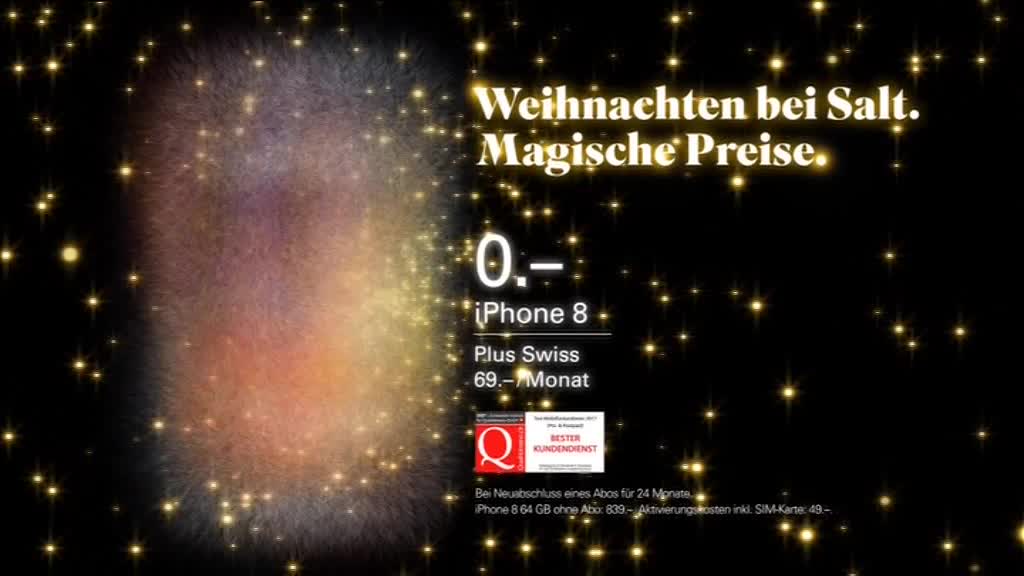 Weihnachten bei Salt.
Magische Preise.
0.–
iPhone 8
Plus Swiss
69.–/Monat
Q
BESTER
KUNDENDIENST
Bei Neuabschluss eines Abos für 24 Monate.
iPhone 8 64 GB ohne Abo: 839.–. Aktivierungskosten inkl. SIM-Karte: 49.–.